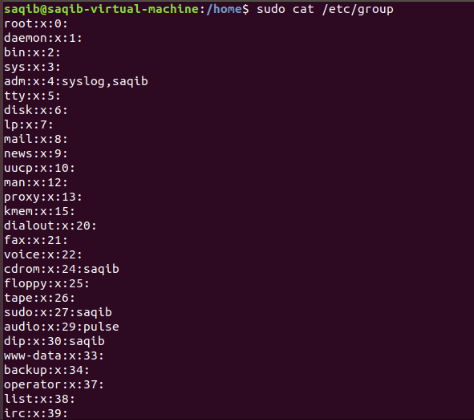 saqib@saqib-virtual-machine:/home$ sudo cat /etc/group
root:x:0:
daemon:x:1:
bin:x:2:
sys:x:3:
adm:x:4:syslog,saqib
tty:x:5:
disk:x:6:
lp:x:7:
mail:x:8:
news:x:9:
uucp:x:10:
man:x:12:
proxy:x:13:
kmem:x:15:
dialout:x:20:
fax:x:21:
voice:x:22:
cdrom:x:24:saqib
floppy:x:25:
tape:x:26:
sudo:x:27:saqib
audio:x:29:pulse
dip:x:30:saqib
www-data:x:33:
backup:x:34:
operator:x:37:
list:x:38:
irc:x:39: